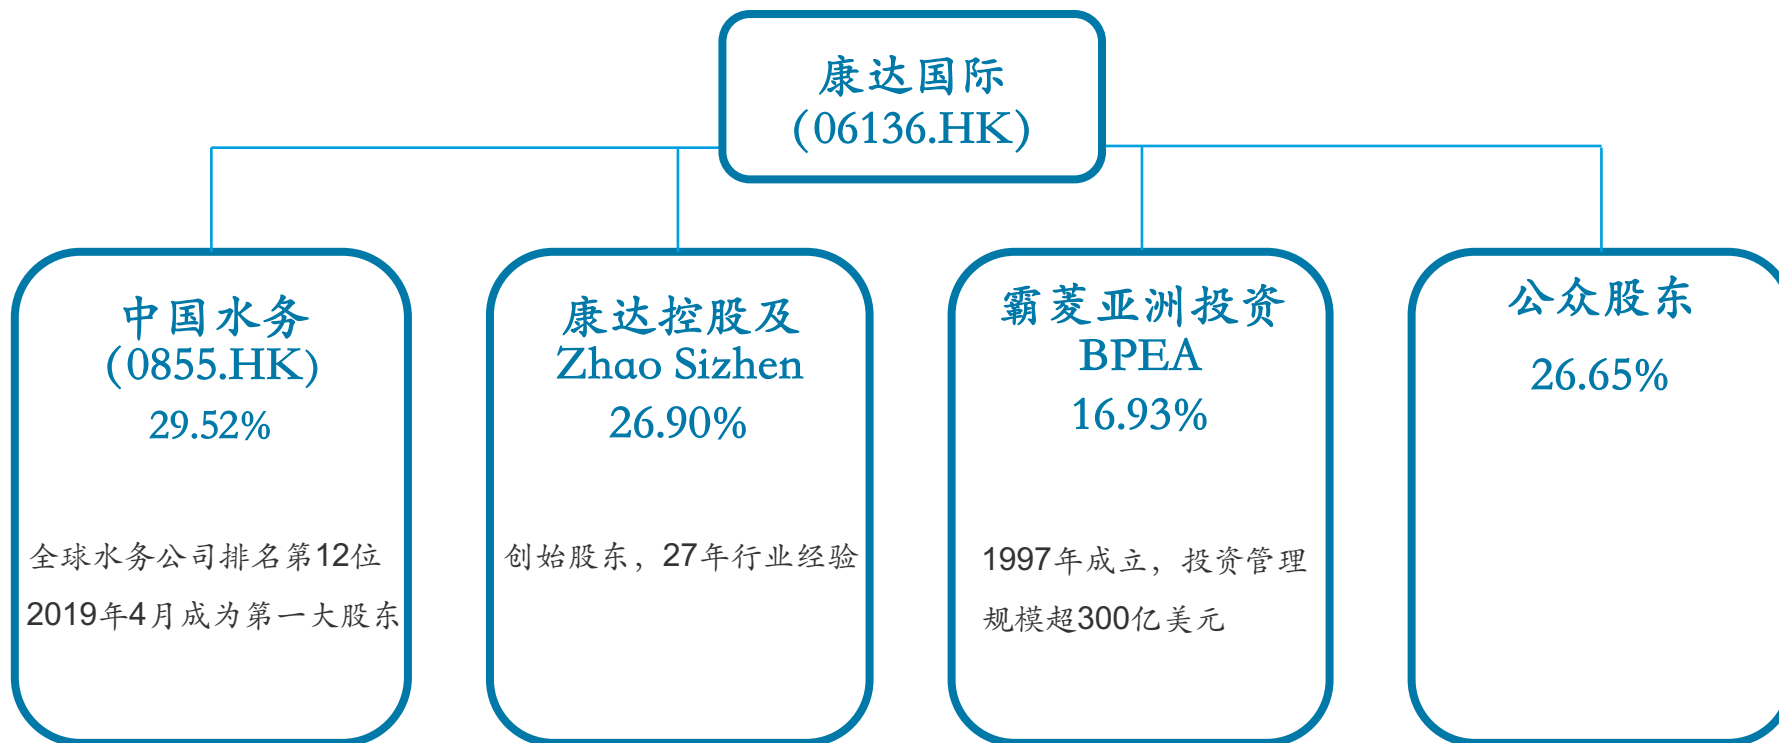 康达国际
(06136.HK)
中国水务
(0855.HK)
29.52%
全球水务公司排名第12位
2019年4月成为第一大股东
康达控股及
Zhao Sizhen
26.90%
创始股东，27年行业经验
霸菱亚洲投资
BPEA
16.93%
1997年成立，投资管理
规模超300亿美元
公众股东
26.65%